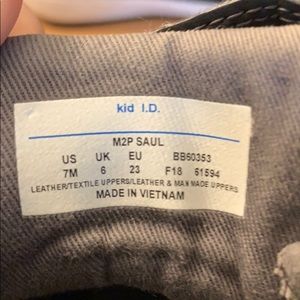 kid I.D.
M2P SAUL
US UK EU BB60353
7M 6 23 F18 61594
LEATHER/TEXTILE UPPERS/LEATHER & MAN MADE UPPERS
MADE IN VIETNAM